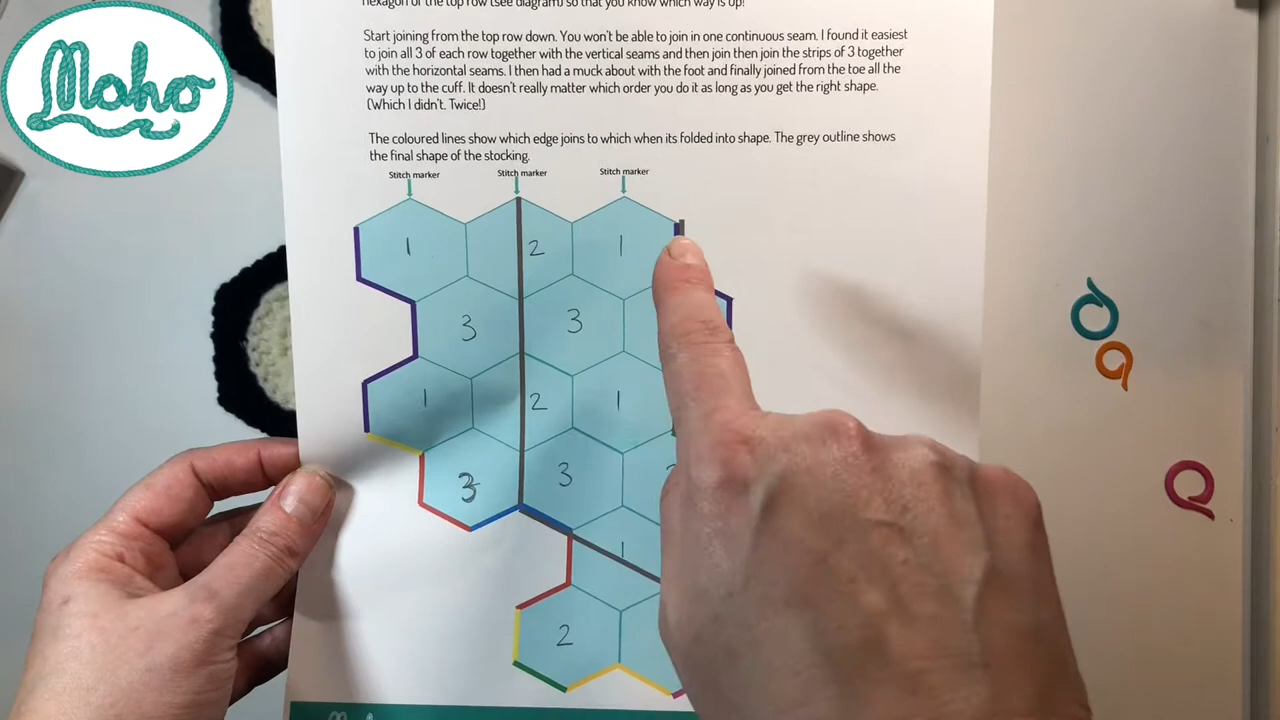 Moho
hexagon of the top row (see diagram) so that you know which way is up!
Start joining from the top row down. You won't be able to join in one continuous seam. I found it easiest
to join all 3 of each row together with the vertical seams and then join then join the strips of 3 together
with the horizontal seams. I then had a muck about with the foot and finally joined from the toe all the
way up to the cuff. It doesn't really matter which order you do it as long as you get the right shape.
(Which I didn't. Twice!)
The coloured lines show which edge joins to which when its folded into shape. The grey outline shows
the final shape of the stocking.
Stitch marker Stitch marker Stitch marker
1 2 1
3 3
1 2 1
3 3
1
2